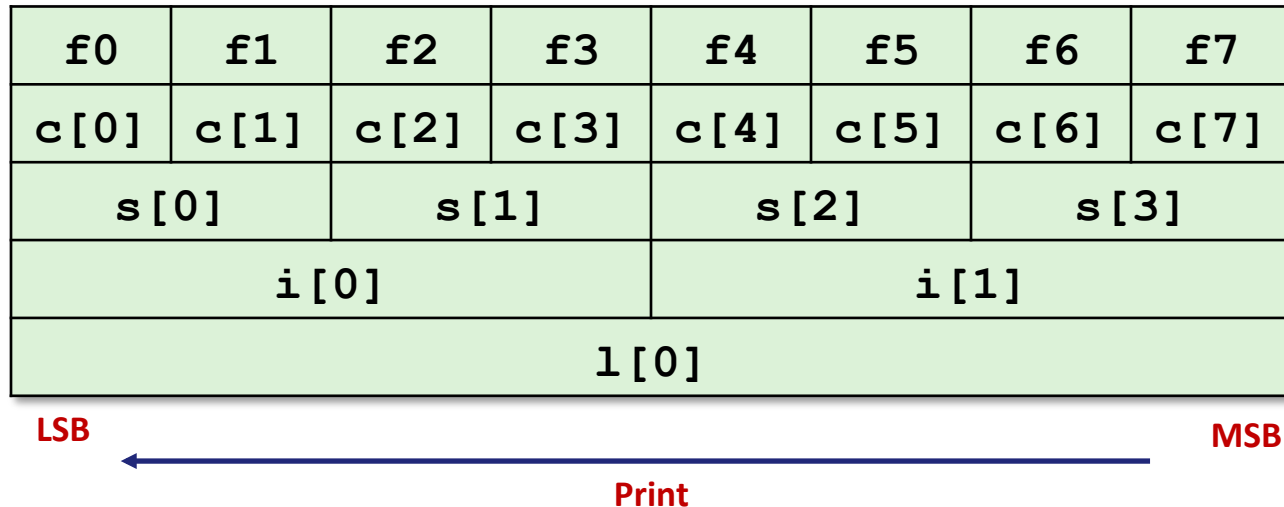 f0 f1 f2 f3 f4 f5 f6 f7
c[0] c[1] c[2] c[3] c[4] c[5] c[6] c[7]
s[0] s[1] s[2] s[3]
i[0] i[1]
l[0]
LSB MSB
Print